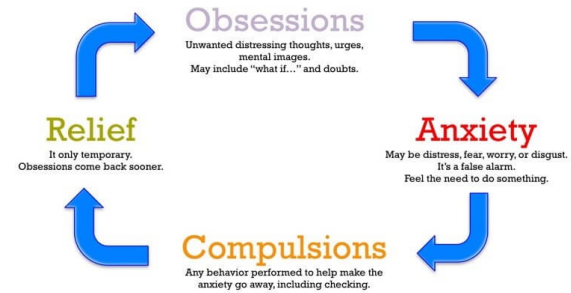 Obsessions
Unwanted distressing thoughts, urges,
mental images.
May include “what if...” and doubts.
Anxiety
May be distress, fear, worry, or disgust.
It’s a false alarm.
Feel the need to do something.
Compulsions
Any behavior performed to help make the
anxiety go away, including checking.
Relief
It only temporary.
Obsessions come back sooner.